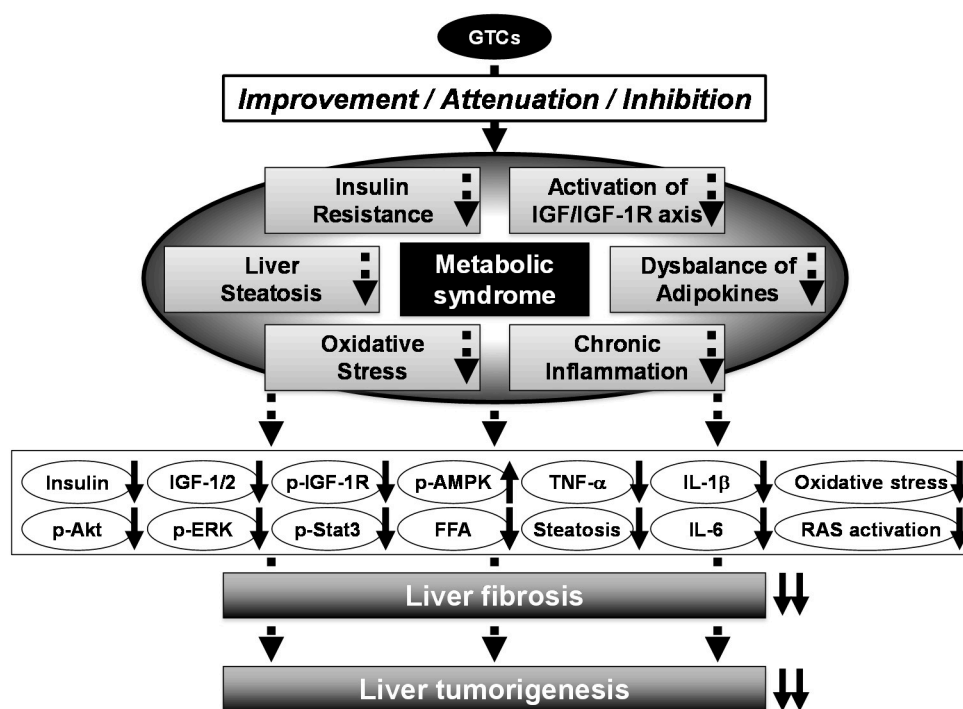 GTCs
Improvement / Attenuation / Inhibition
Insulin
Resistance
Activation of
IGF/IGF-1R axis
Liver
Steatosis
Metabolic
syndrome
Dysbalance of
Adipokines
Oxidative
Stress
Chronic
Inflammation
Insulin IGF-1/2 p-IGF-1R p-AMPK TNF-α IL-1β Oxidative stress
p-Akt p-ERK p-Stat3 FFA Steatosis IL-6 RAS activation
Liver fibrosis
Liver tumorigenesis